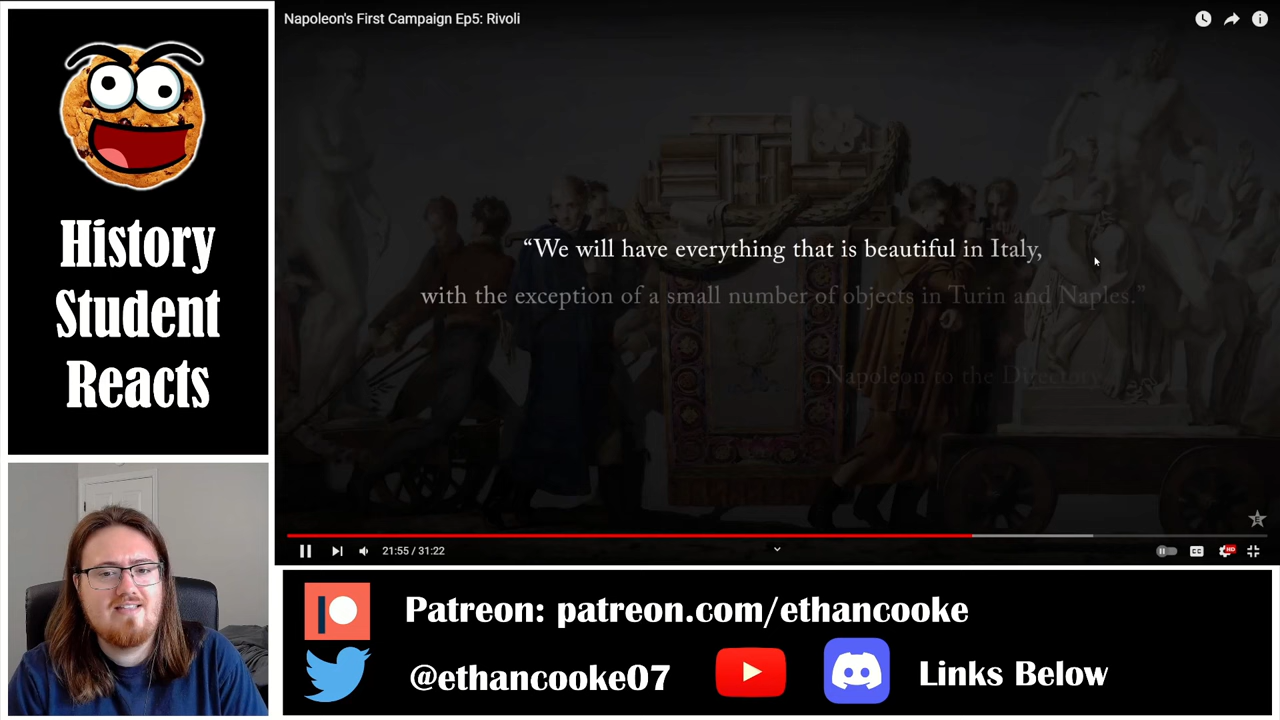 Napoleon's First Campaign Ep5: Rivoli
History
Student
Reacts
“We will have everything that is beautiful in Italy,
with the exception of a small number of objects in Turin and Naples.”
Napoleon to the Directory
21:55 / 31:22
CC
HD
Patreon: patreon.com/ethancooke
@ethancooke07
Links Below